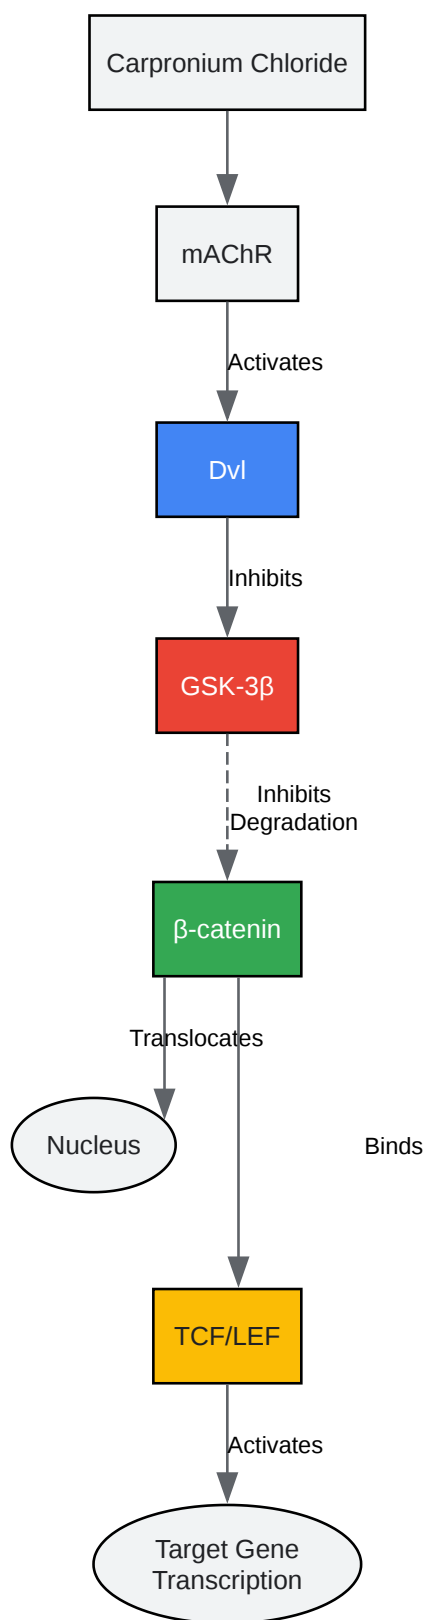 Carpronium Chloride
mAChR
Activates
Dvl
Inhibits
GSK-3β
Inhibits
Degradation
β-catenin
Translocates
Nucleus
Binds
TCF/LEF
Activates
Target Gene
Transcription